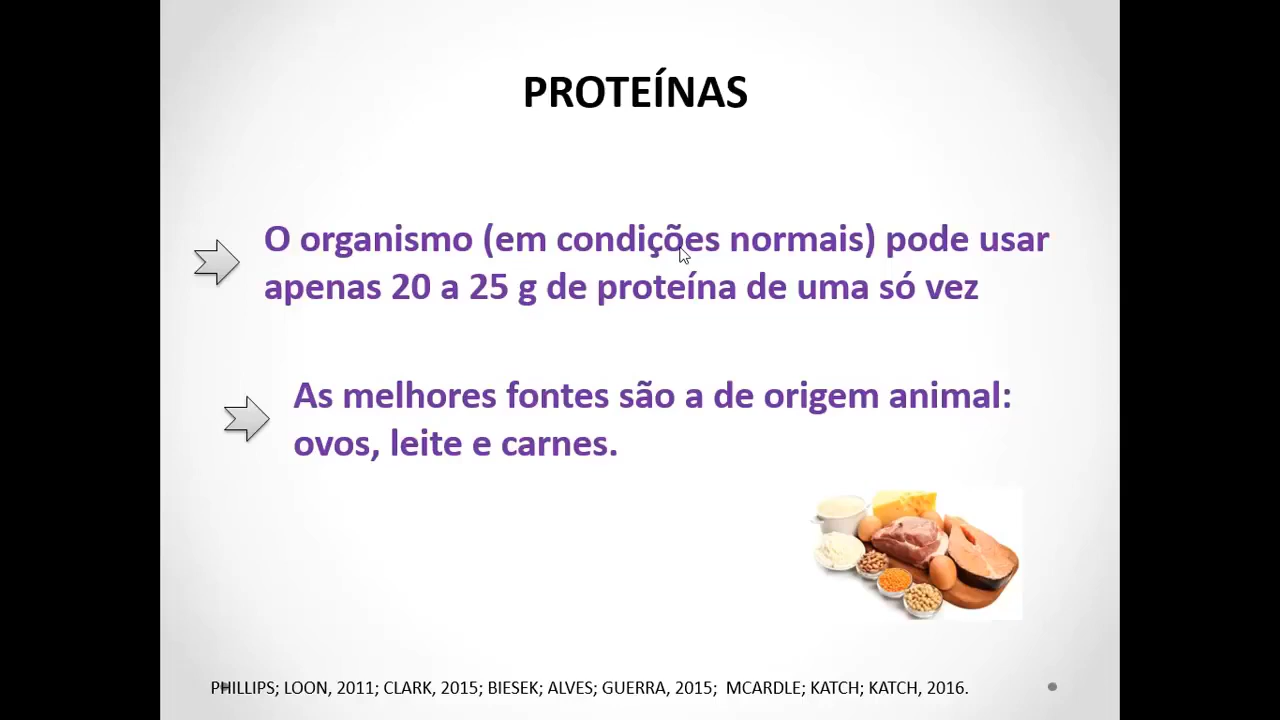 PROTEÍNAS
O organismo (em condições normais) pode usar
apenas 20 a 25 g de proteína de uma só vez
As melhores fontes são a de origem animal:
ovos, leite e carnes.
PHILLIPS; LOON, 2011; CLARK, 2015; BIESEK; ALVES; GUERRA, 2015; MCARDLE; KATCH; KATCH, 2016.